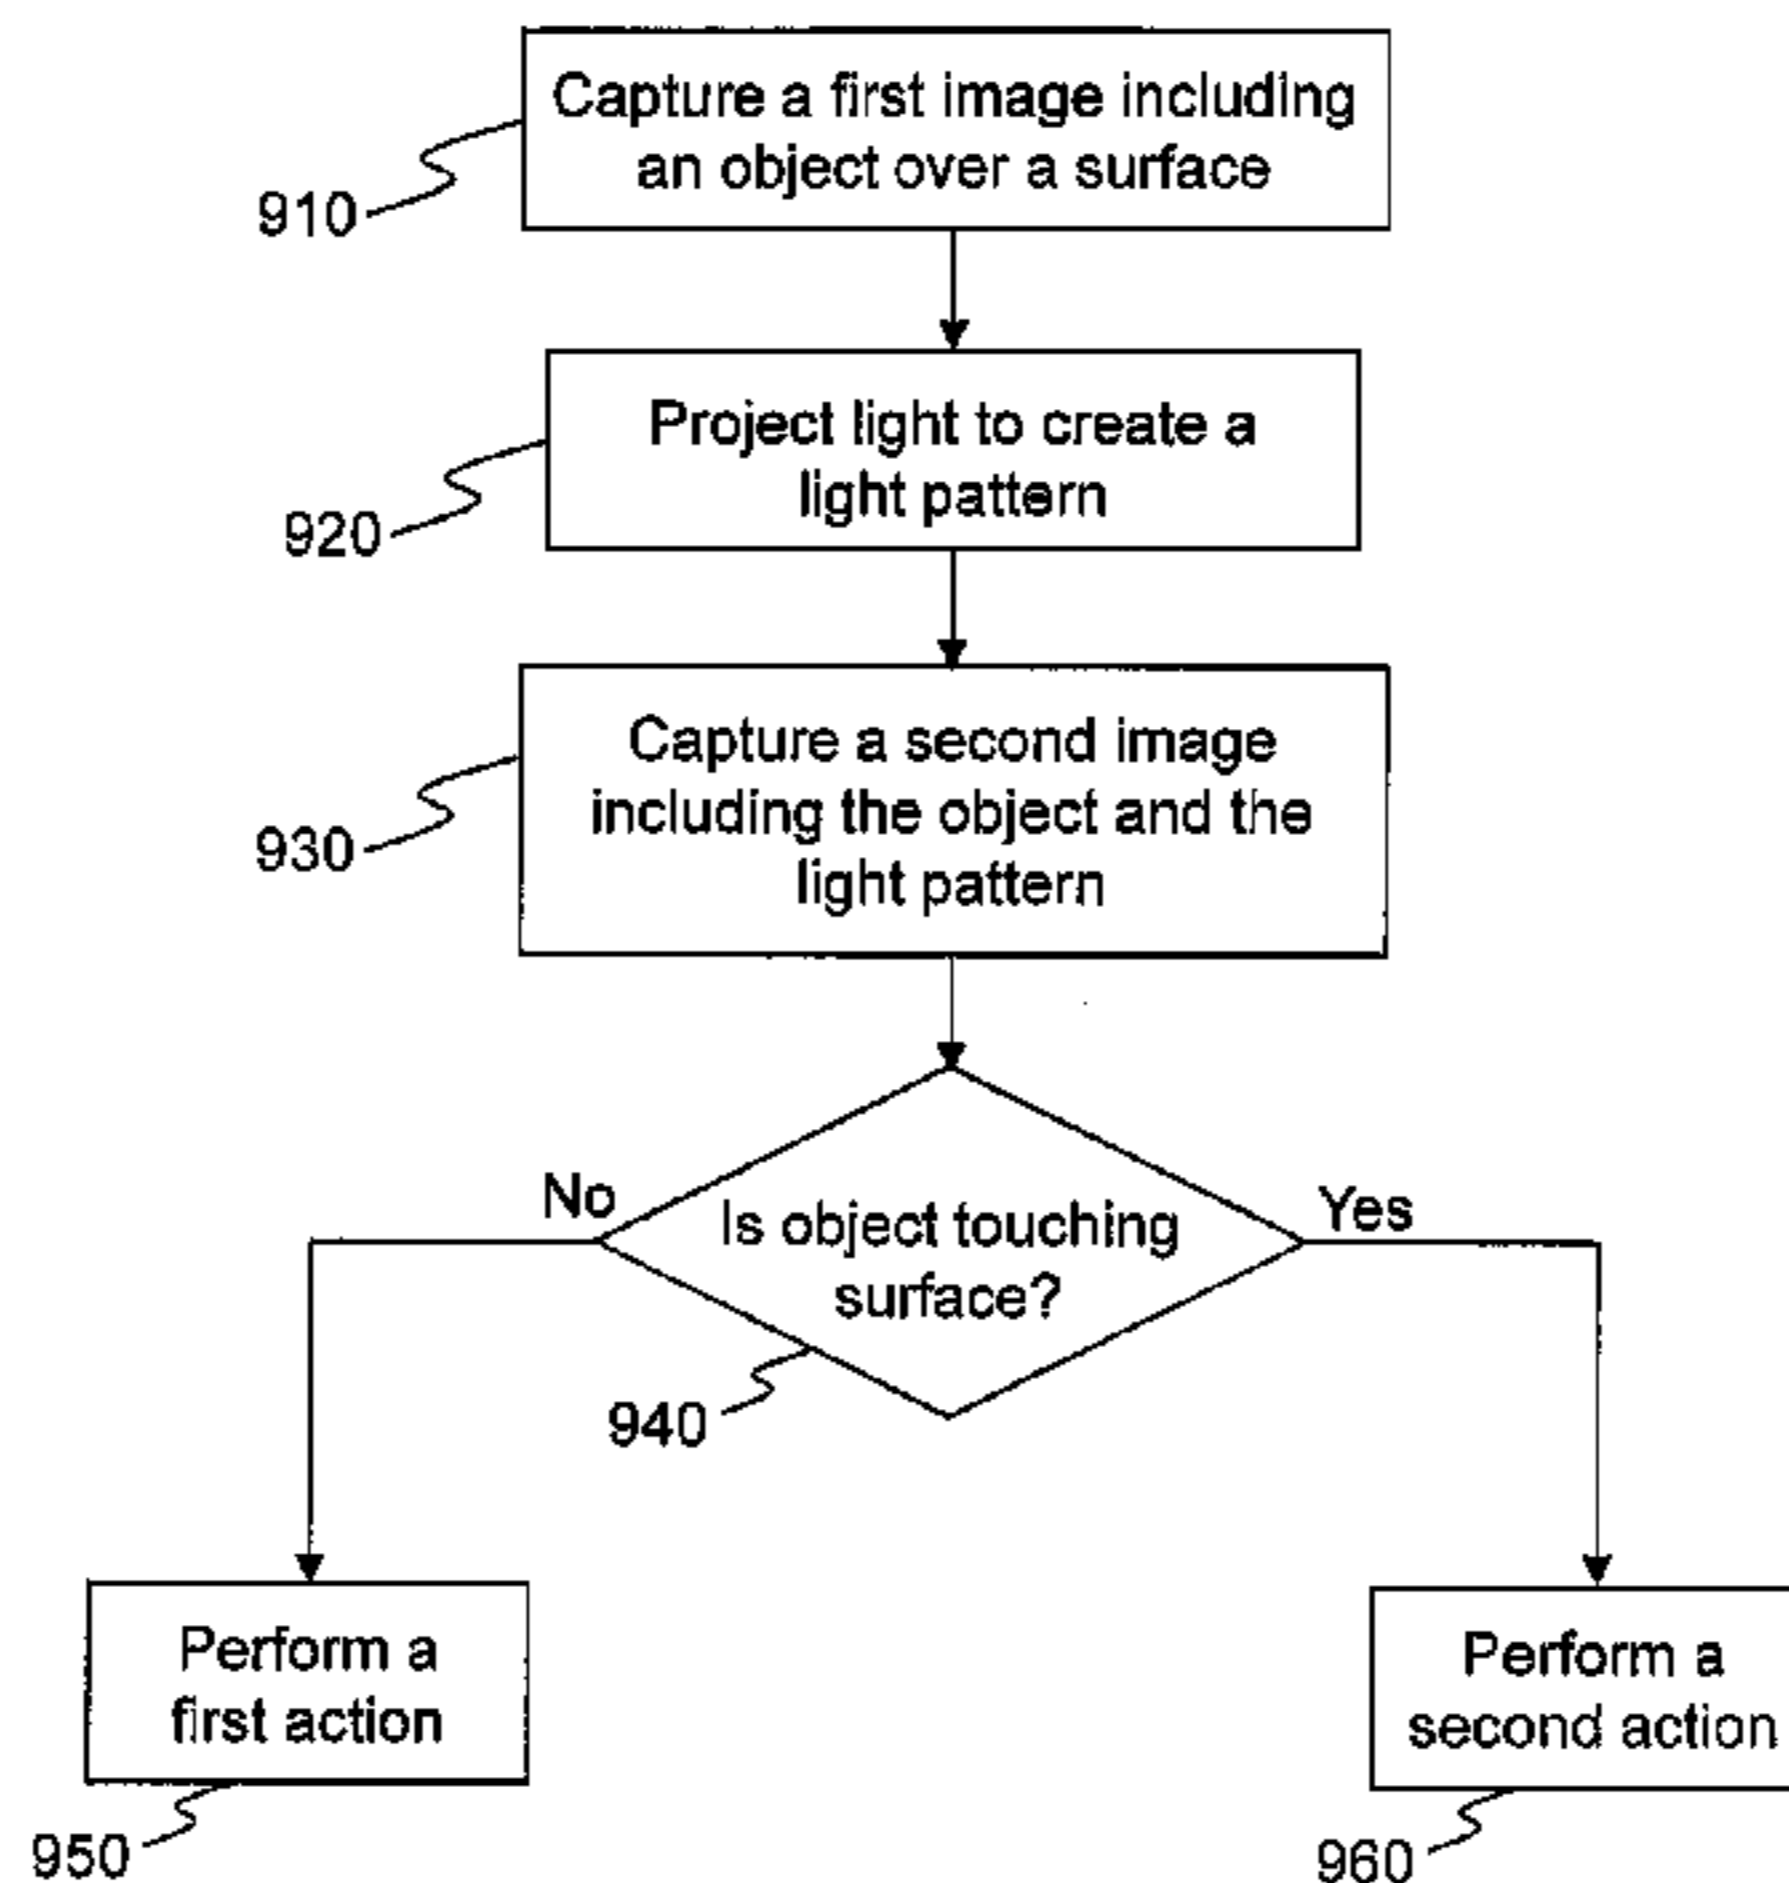 Capture a first image including
an object over a surface
910
Project light to create a
light pattern
920
Capture a second image
including the object and the
light pattern
930
No
Yes
Is object touching
surface?
940
Perform a
first action
950
Perform a
second action
960